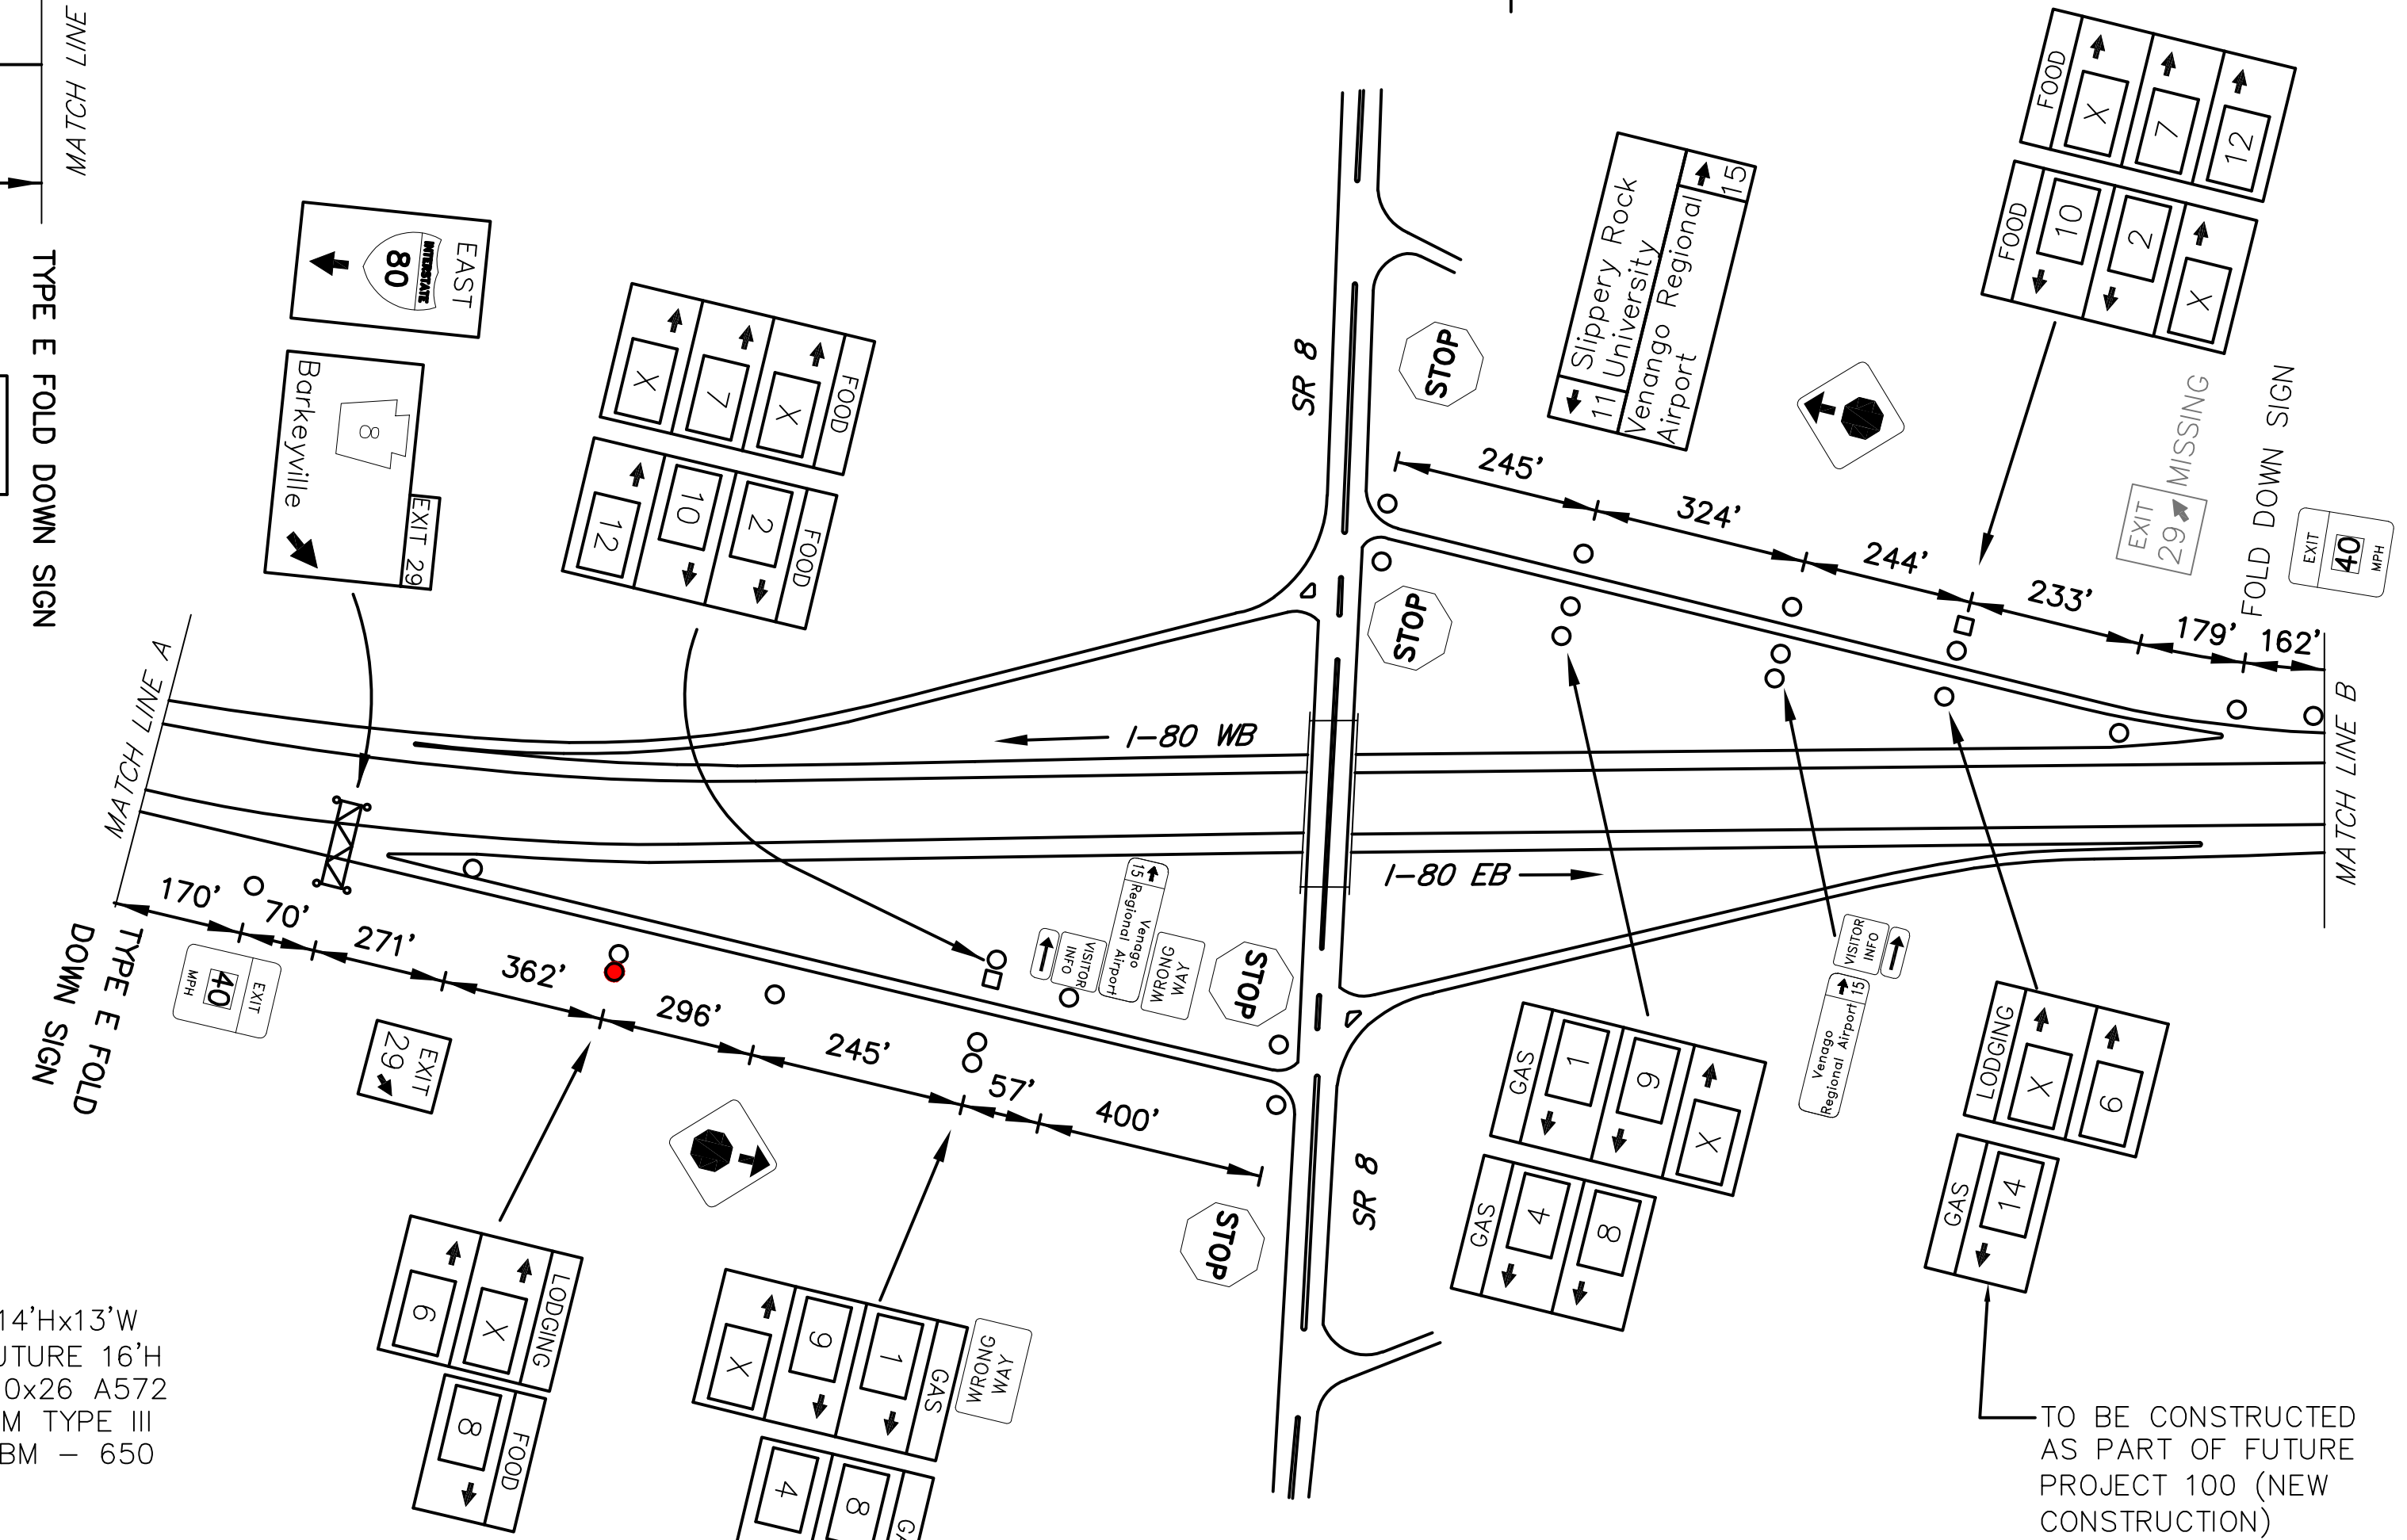 MATCH LINE
TYPE E FOLD DOWN SIGN
EAST
INTERSTATE
80
EXIT 29
8
Barkeyville
FOOD
X
7
X
FOOD
2
10
12
SR 8
STOP
Slippery Rock
University
11
Venango Regional
Airport
15
STOP
FOOD
X
7
12
FOOD
10
2
X
EXIT
29
MISSING
FOLD DOWN SIGN
EXIT
40
MPH
245'
324'
244'
233'
179'
162'
MATCH LINE A
I-80 WB
I-80 EB
MATCH LINE B
170'
70'
271'
362'
296'
245'
57'
400'
TYPE E FOLD
DOWN SIGN
EXIT
40
MPH
EXIT
29
VISITOR
INFO
Venago
Regional Airport
15
WRONG
WAY
STOP
STOP
SR 8
LODGING
X
6
FOOD
8
GAS
1
9
X
WRONG
WAY
4
8
GAS
1
9
X
GAS
4
8
VISITOR
INFO
15
Venago
Regional Airport
LODGING
X
6
GAS
14
TO BE CONSTRUCTED
AS PART OF FUTURE
PROJECT 100 (NEW
CONSTRUCTION)
14'Hx13'W
UTURE 16'H
0x26 A572
M TYPE III
BM - 650